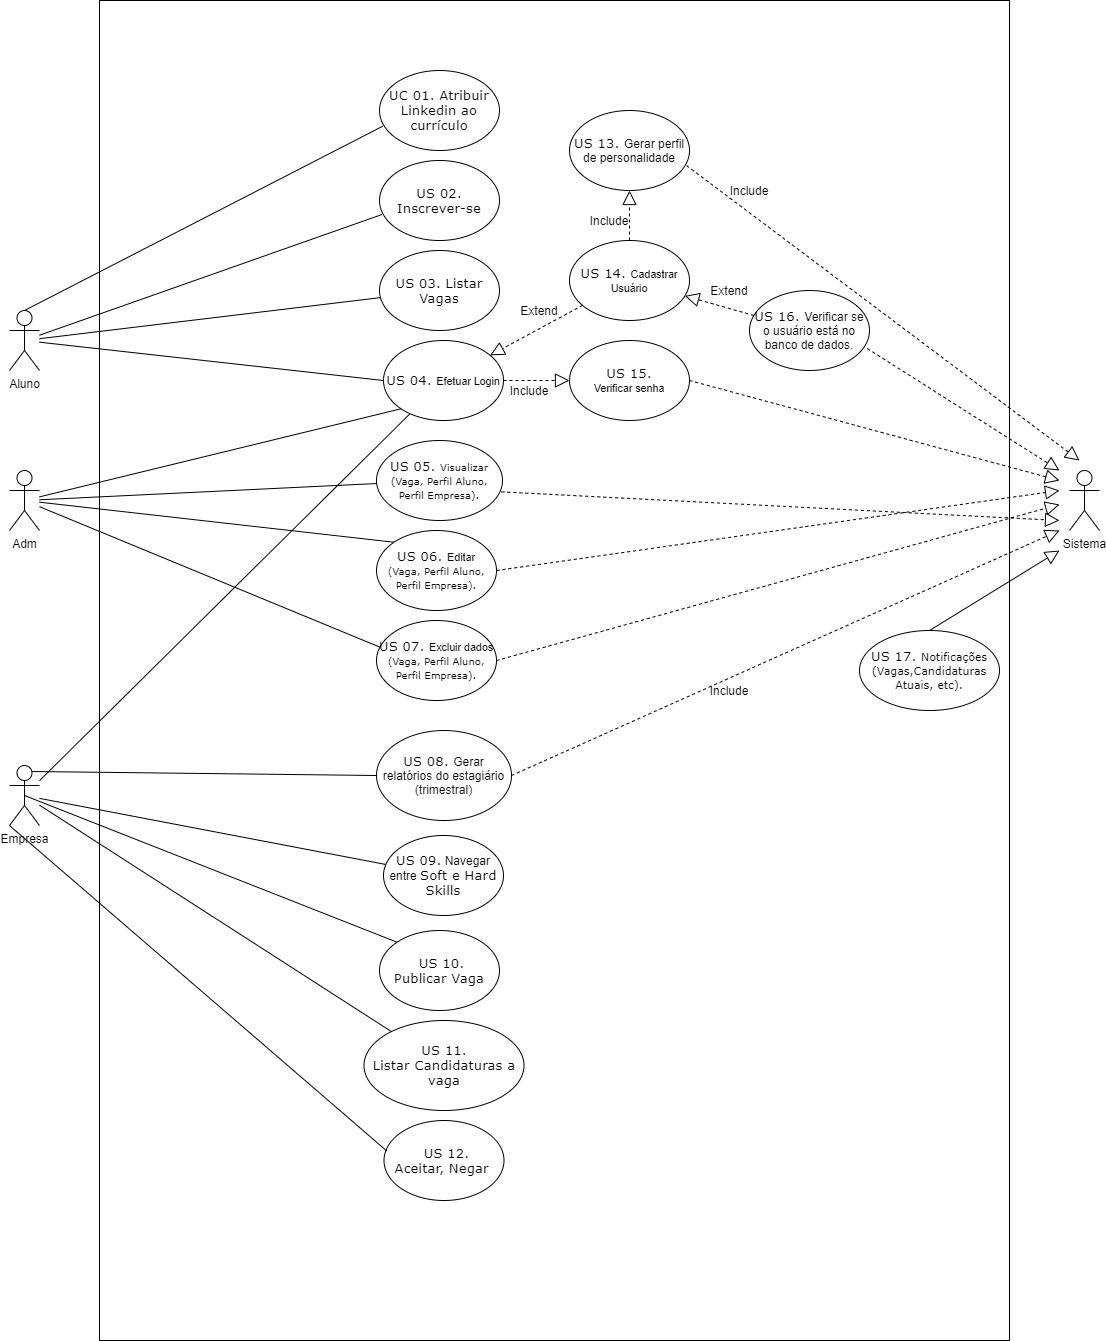 UC 01. Atribuir
Linkedin ao
currículo
US 02.
Inscrever-se
US 03. Listar
Vagas
US 04. Efetuar Login
US 13. Gerar perfil
de personalidade
Include
Include
US 14. Cadastrar
Usuário
Extend
Extend
US 16. Verificar se
o usuário está no
banco de dados.
Include
US 15.
Verificar senha
Aluno
US 05. Visualizar
(Vaga, Perfil Aluno,
Perfil Empresa).
Adm
Sistema
US 06. Editar
(Vaga, Perfil Aluno,
Perfil Empresa).
US 07. Excluir dados
(Vaga, Perfil Aluno,
Perfil Empresa).
US 17. Notificações
(Vagas,Candidaturas
Atuais, etc).
Include
US 08. Gerar
relatórios do estagiário
(trimestral)
Empresa
US 09. Navegar
entre Soft e Hard
Skills
US 10.
Publicar Vaga
US 11.
Listar Candidaturas a
vaga
US 12.
Aceitar, Negar